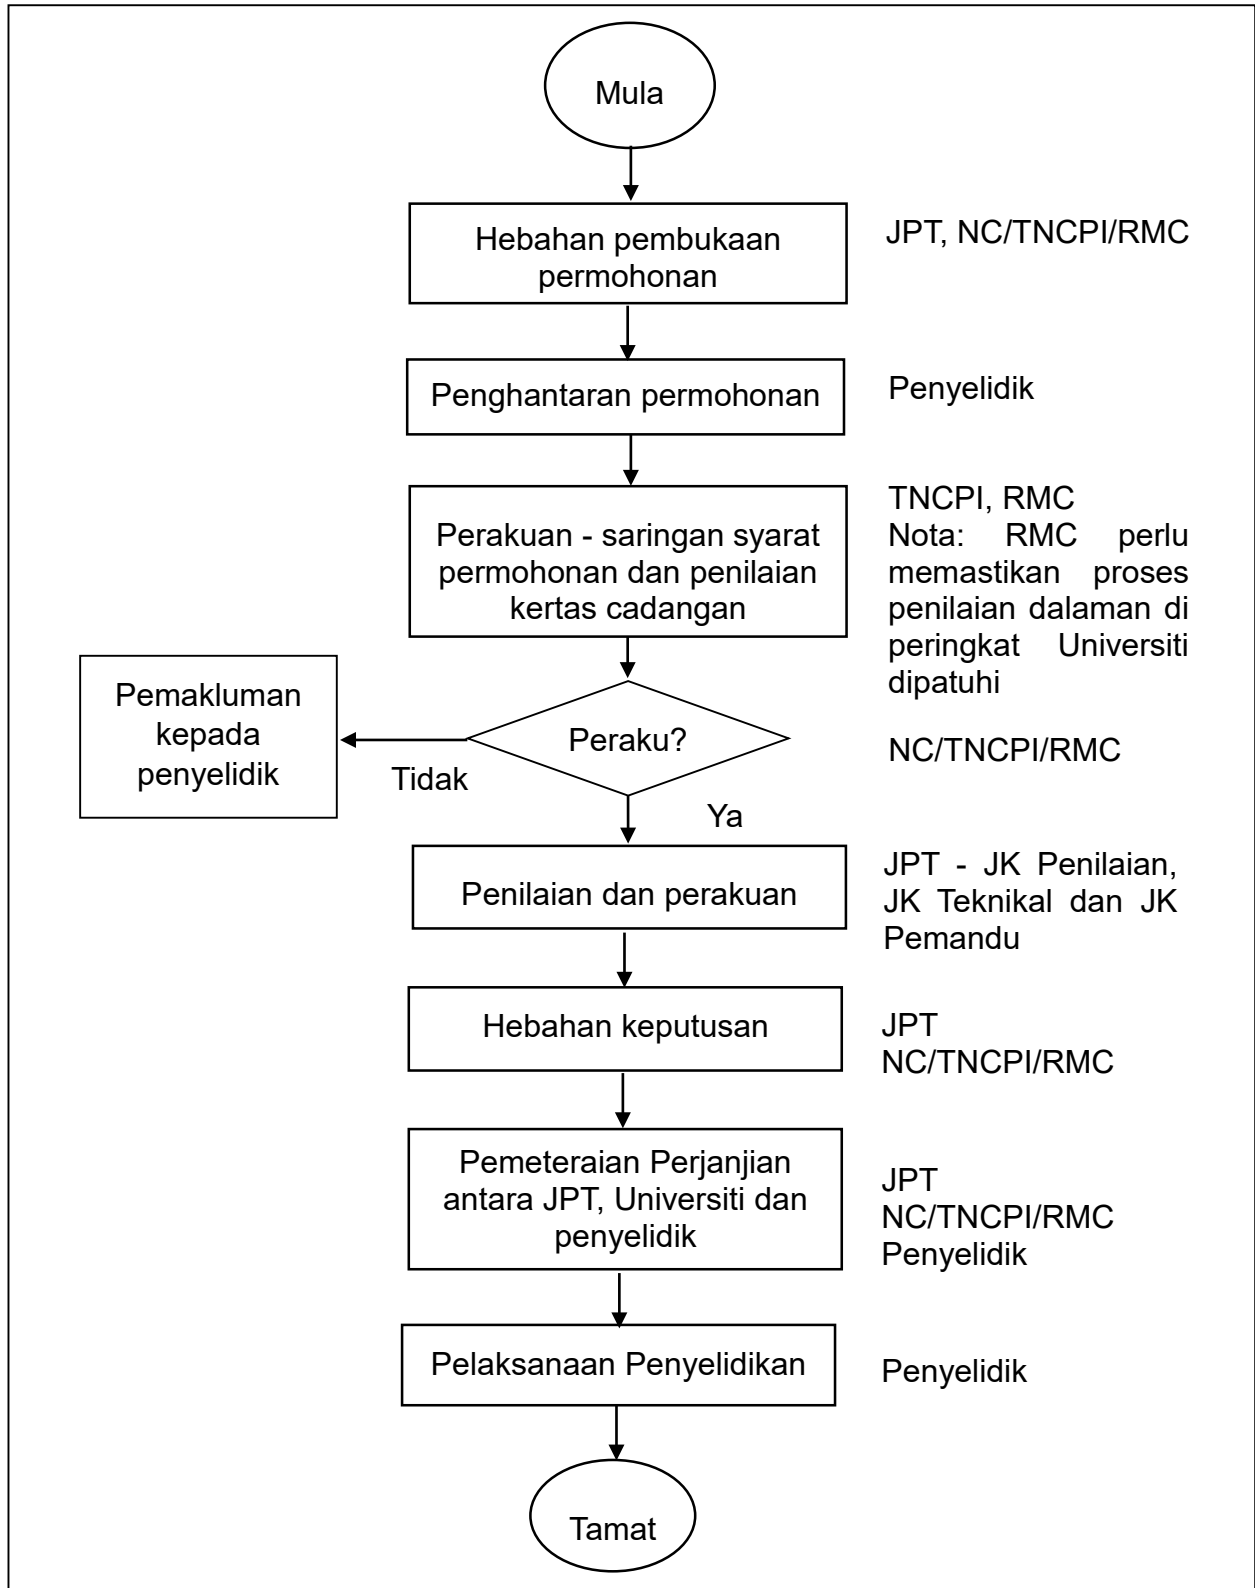 Mula
Hebahan pembukaan
permohonan
JPT, NC/TNCPI/RMC
Penghantaran permohonan
Penyelidik
Perakuan - saringan syarat
permohonan dan penilaian
kertas cadangan
TNCPI, RMC
Nota: RMC perlu
memastikan proses
penilaian dalaman di
peringkat Universiti
dipatuhi
Pemakluman
kepada
penyelidik
Tidak
Peraku?
NC/TNCPI/RMC
Ya
Penilaian dan perakuan
JPT - JK Penilaian,
JK Teknikal dan JK
Pemandu
Hebahan keputusan
JPT
NC/TNCPI/RMC
Pemeteraian Perjanjian
antara JPT, Universiti dan
penyelidik
JPT
NC/TNCPI/RMC
Penyelidik
Pelaksanaan Penyelidikan
Penyelidik
Tamat